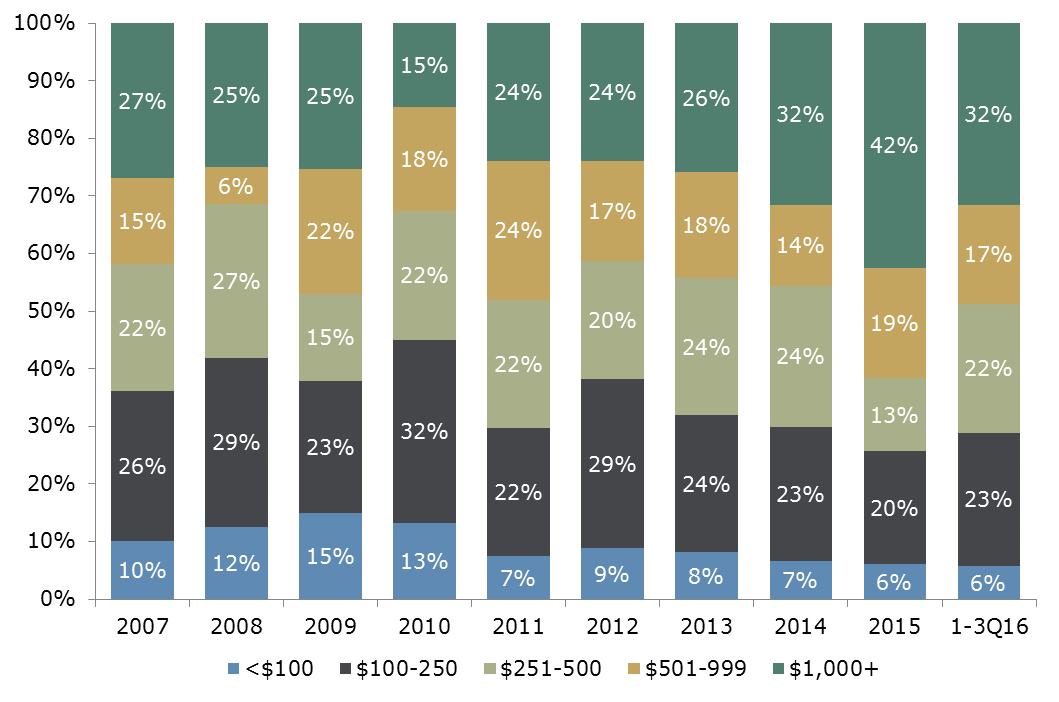 100%
90%
80%
70%
60%
50%
40%
30%
20%
10%
0%
27% 25% 25% 15% 24% 24% 26% 32% 42% 32%
15% 6% 22% 18% 24% 17% 18% 14% 19% 17%
22% 27% 15% 22% 22% 20% 24% 24% 13% 22%
26% 29% 23% 32% 22% 29% 24% 23% 20% 23%
10% 12% 15% 13% 7% 9% 8% 7% 6% 6%
2007 2008 2009 2010 2011 2012 2013 2014 2015 1-3Q16
<$100 $100-250 $251-500 $501-999 $1,000+